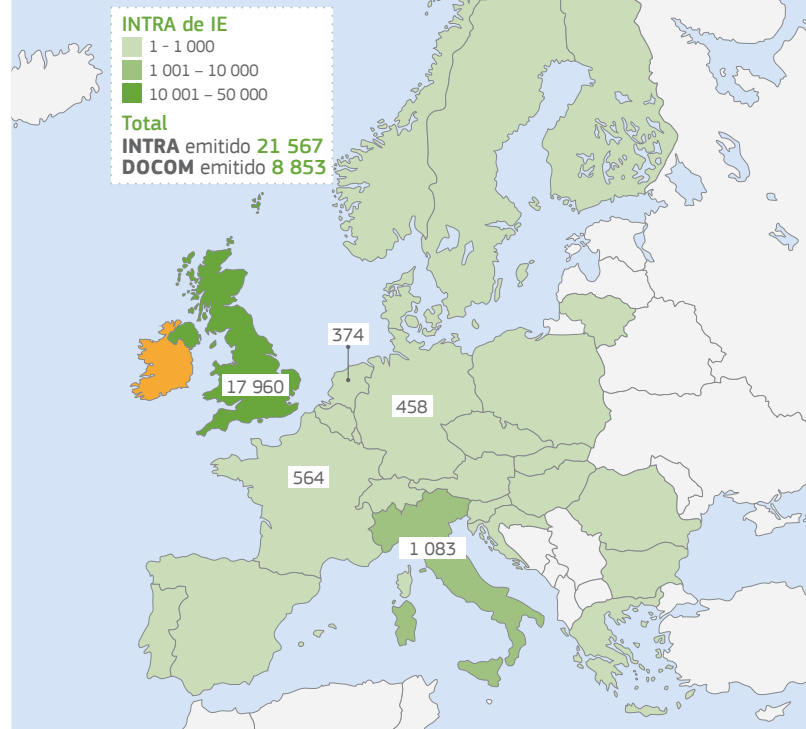 INTRA de IE
1 - 1 000
1 001 – 10 000
10 001 – 50 000
Total
INTRA emitido 21 567
DOCOM emitido 8 853
374
17 960
458
564
1 083